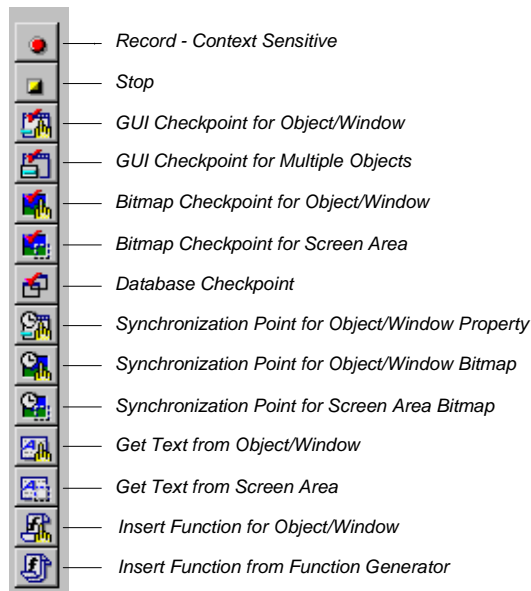 Record - Context Sensitive
Stop
GUI Checkpoint for Object/Window
GUI Checkpoint for Multiple Objects
Bitmap Checkpoint for Object/Window
Bitmap Checkpoint for Screen Area
Database Checkpoint
Synchronization Point for Object/Window Property
Synchronization Point for Object/Window Bitmap
Synchronization Point for Screen Area Bitmap
Get Text from Object/Window
Get Text from Screen Area
Insert Function for Object/Window
Insert Function from Function Generator